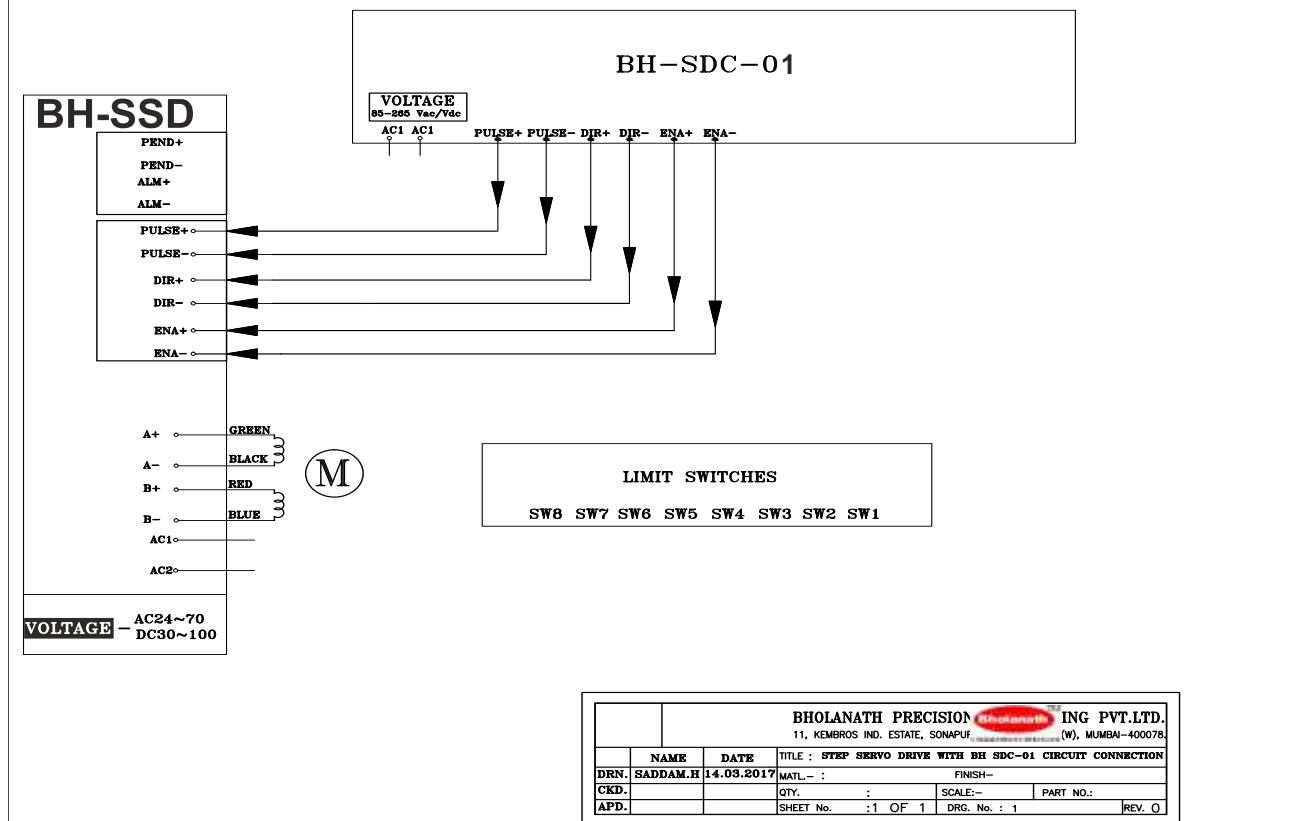 BH-SDC-01
VOLTAGE
85-265 Vac/Vdc
AC1 AC1
PULSE+ PULSE- DIR+ DIR- ENA+ ENA-
BH-SSD
PEND+
PEND-
ALM+
ALM-
PULSE+
PULSE-
DIR+
DIR-
ENA+
ENA-
A+ GREEN
A- BLACK
B+ RED
B- BLUE
AC1
AC2
M
LIMIT SWITCHES
SW8 SW7 SW6 SW5 SW4 SW3 SW2 SW1
VOLTAGE - AC24~70
DC30~100
BHOLANATH PRECISION Bholanath ING PVT.LTD.
11, KEMBROS IND. ESTATE, (W), MUMBAI-400078.
NAME DATE TITLE : STEP SERVO DRIVE WITH BH SDC-01 CIRCUIT CONNECTION
DRN. SADDAM.H 14.03.2017 MATL.- : FINISH-
CKD. QTY. : SCALE:- PART NO.:
APD. SHEET No. :1 OF 1 DRG. No. : 1 REV. 0